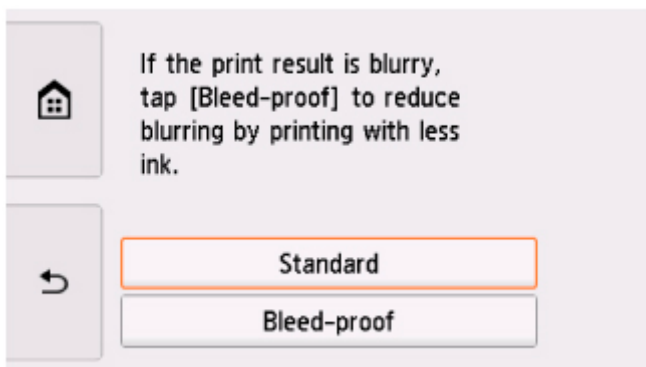 If the print result is blurry,
tap [Bleed-proof] to reduce
blurring by printing with less
ink.
Standard
Bleed-proof